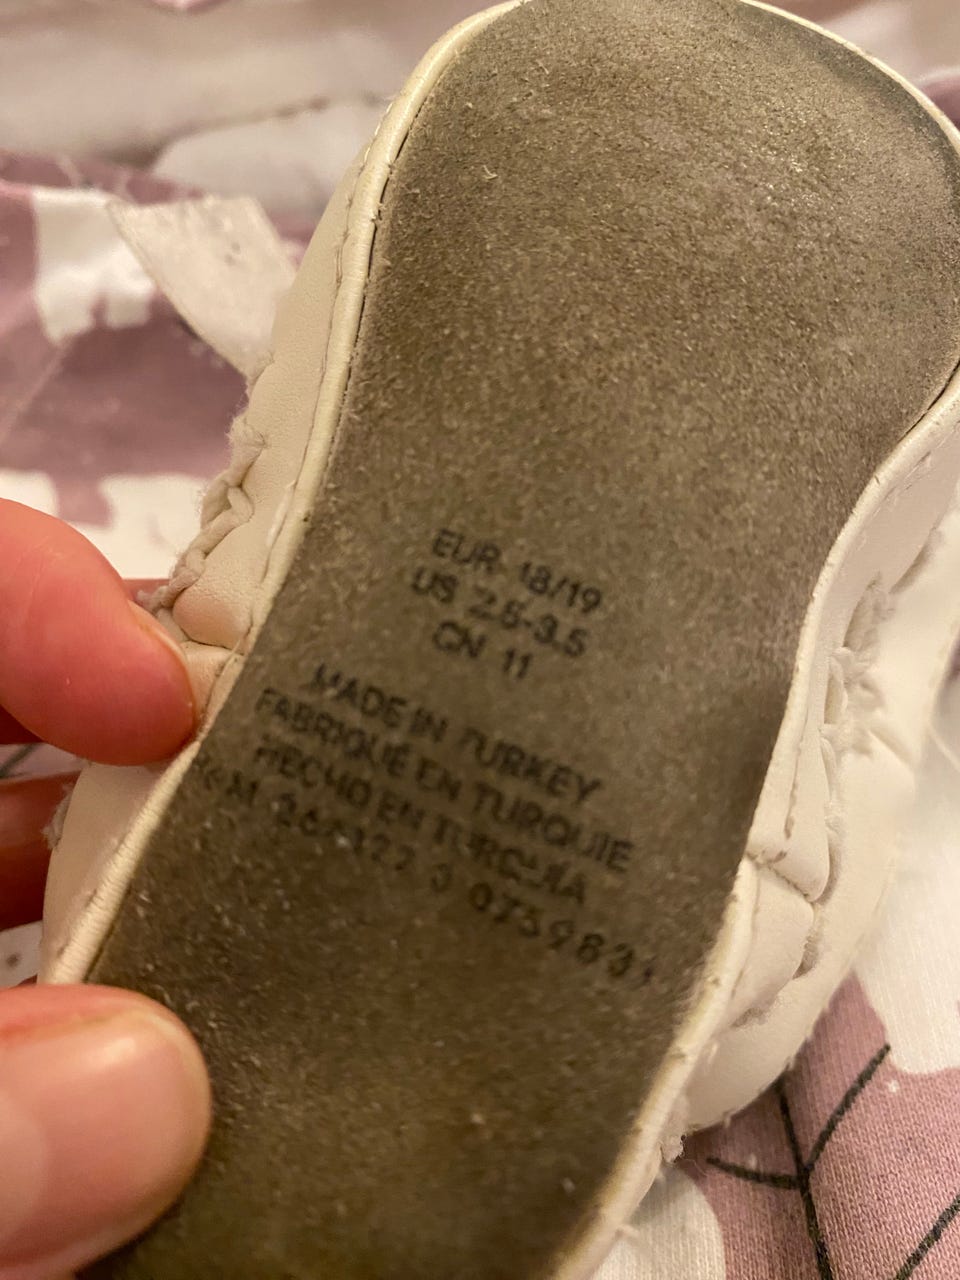 EUR 18/19
US 2.5-3.5
CN 11
MADE IN TURKEY
FABRIQUÉ EN TURQUIE
HECHO EN TURQUIA